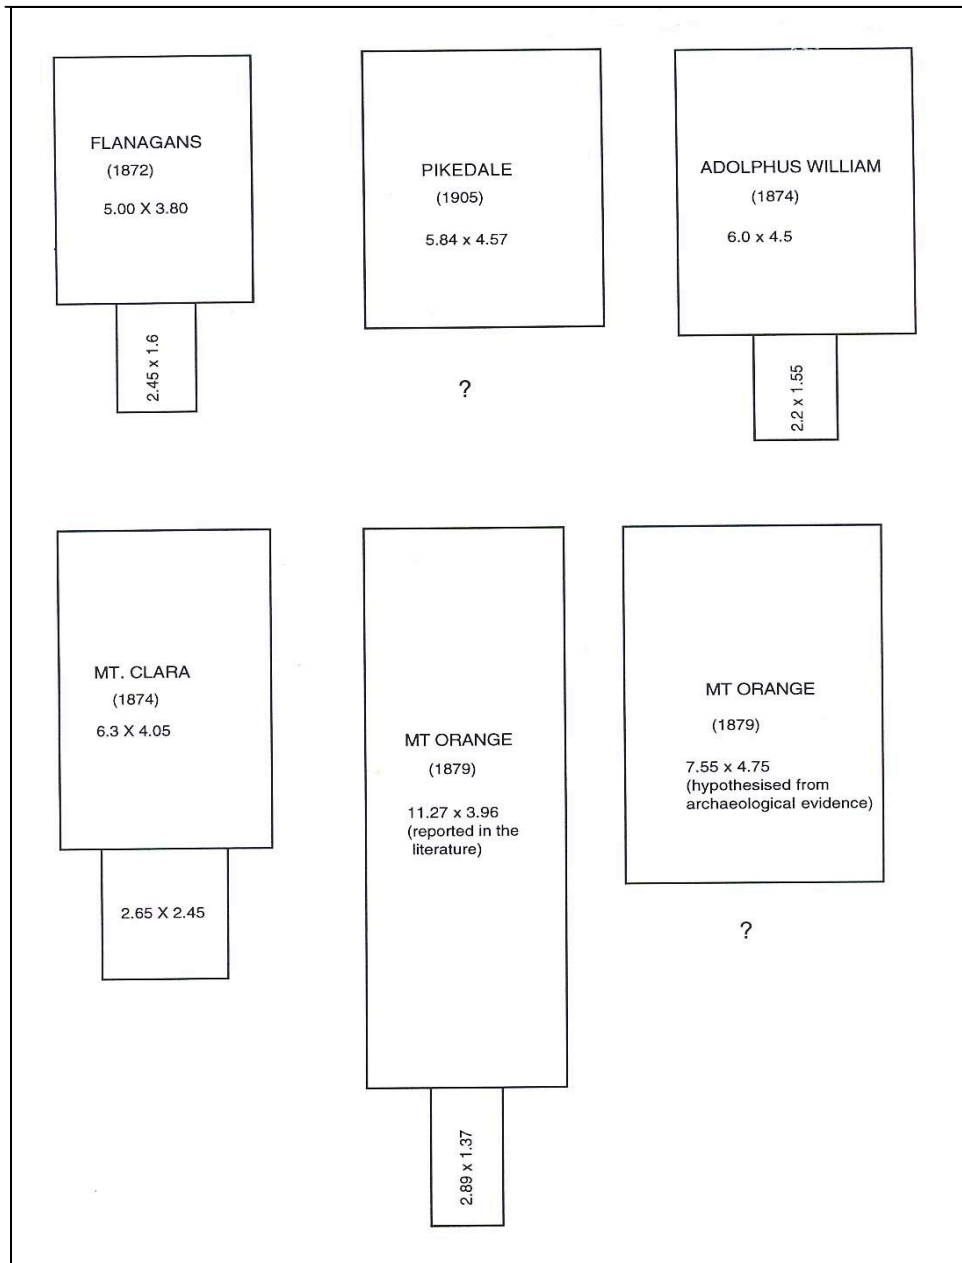 FLANAGANS
(1872)
5.00 X 3.80
2.45 x 1.6
PIKEDALE
(1905)
5.84 x 4.57
?
ADOLPHUS WILLIAM
(1874)
6.0 x 4.5
2.2 x 1.55
MT. CLARA
(1874)
6.3 X 4.05
2.65 X 2.45
MT ORANGE
(1879)
11.27 x 3.96
(reported in the
literature)
2.89 x 1.37
MT ORANGE
(1879)
7.55 x 4.75
(hypothesised from
archaeological evidence)
?